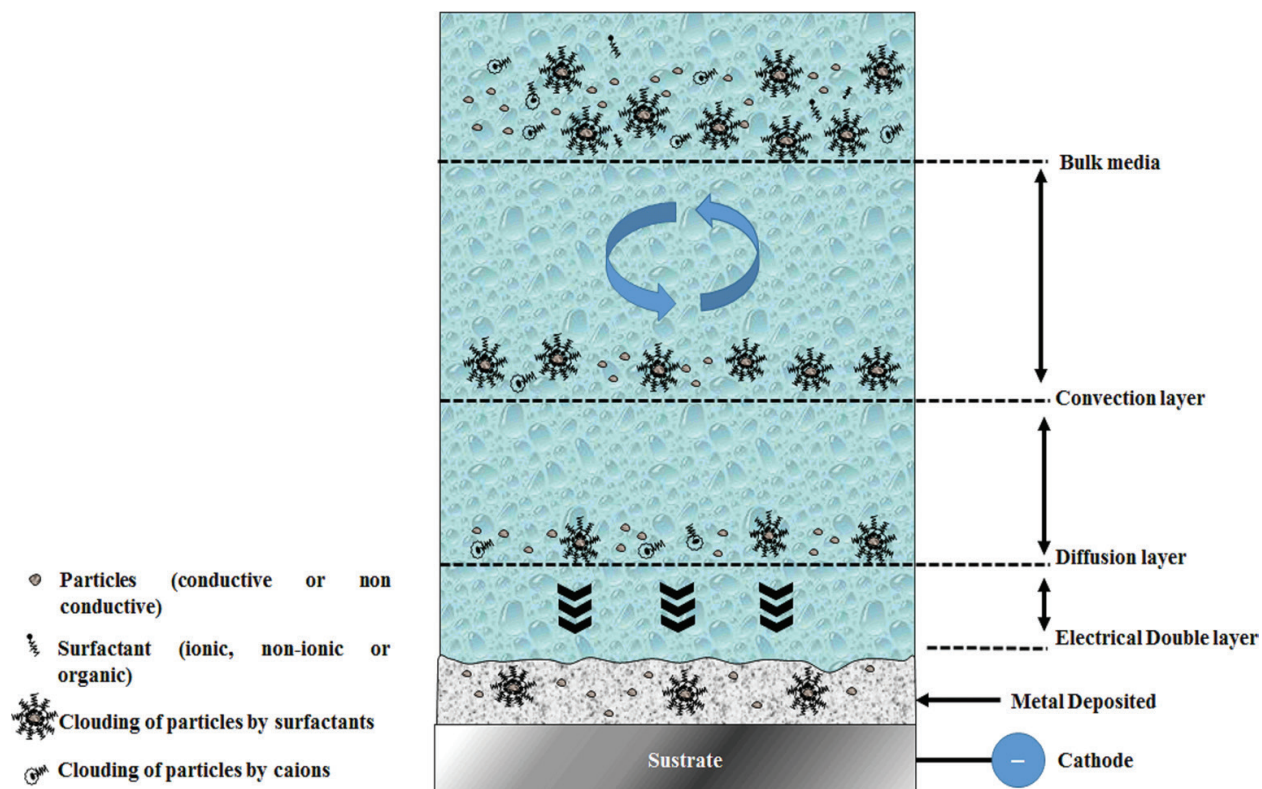 Bulk media
Convection layer
Diffusion layer
Electrical Double layer
Metal Deposited
Sustrate
–
Cathode
Particles (conductive or non
conductive)
Surfactant (ionic, non-ionic or
organic)
Clouding of particles by surfactants
Clouding of particles by caions